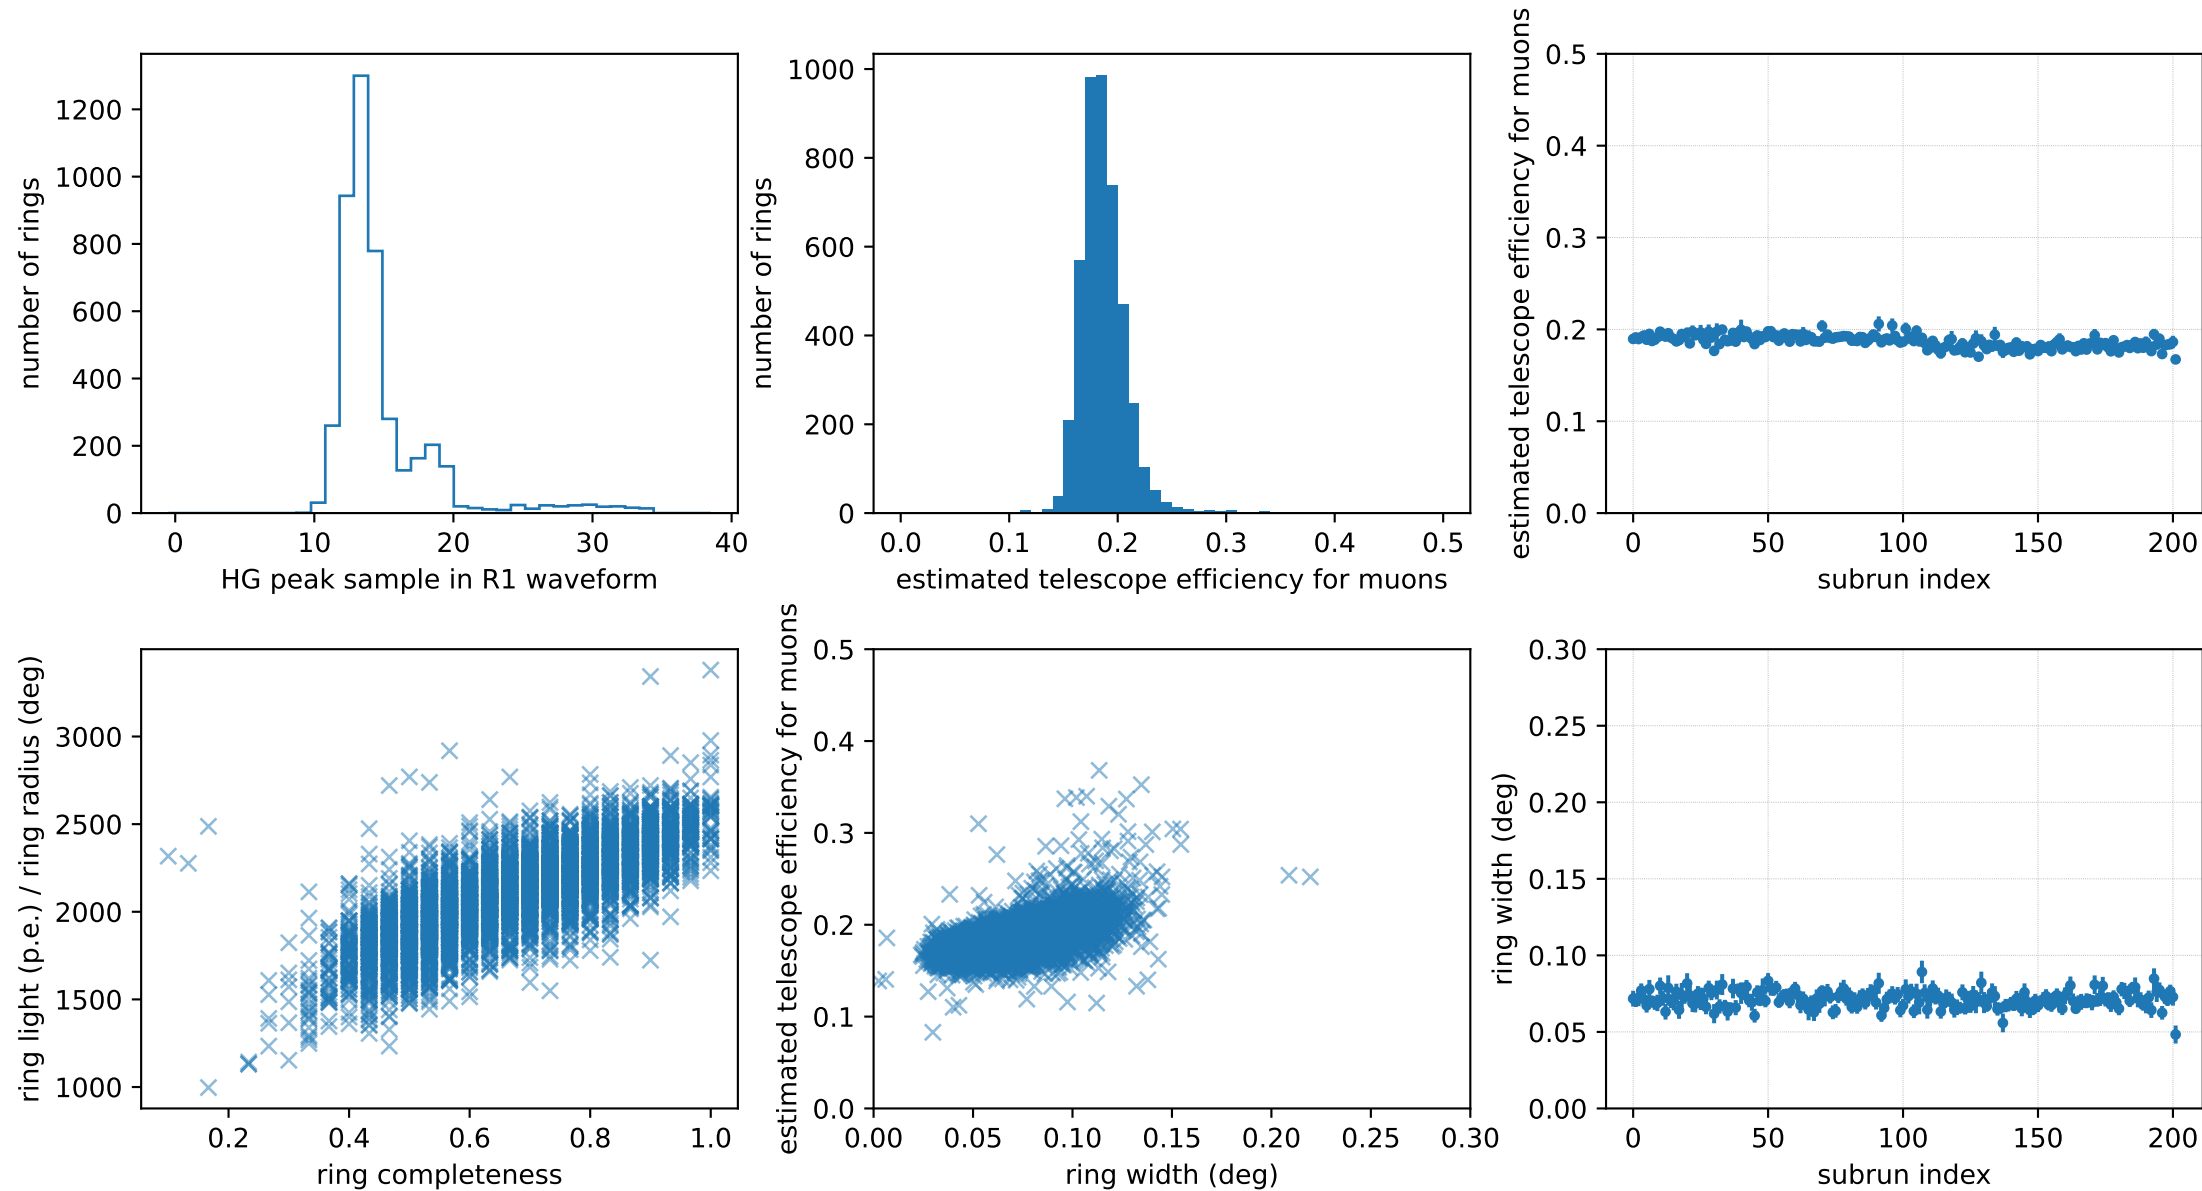 number of rings
1200
1000
800
600
400
200
0
0 10 20 30 40
HG peak sample in R1 waveform
number of rings
1000
800
600
400
200
0
0.0 0.1 0.2 0.3 0.4 0.5
estimated telescope efficiency for muons
estimated telescope efficiency for muons
0.5
0.4
0.3
0.2
0.1
0.0
0 50 100 150 200
subrun index
ring light (p.e.) / ring radius (deg)
3000
2500
2000
1500
1000
0.2 0.4 0.6 0.8 1.0
ring completeness
estimated telescope efficiency for muons
0.5
0.4
0.3
0.2
0.1
0.0
0.00 0.05 0.10 0.15 0.20 0.25 0.30
ring width (deg)
ring width (deg)
0.30
0.25
0.20
0.15
0.10
0.05
0.00
0 50 100 150 200
subrun index